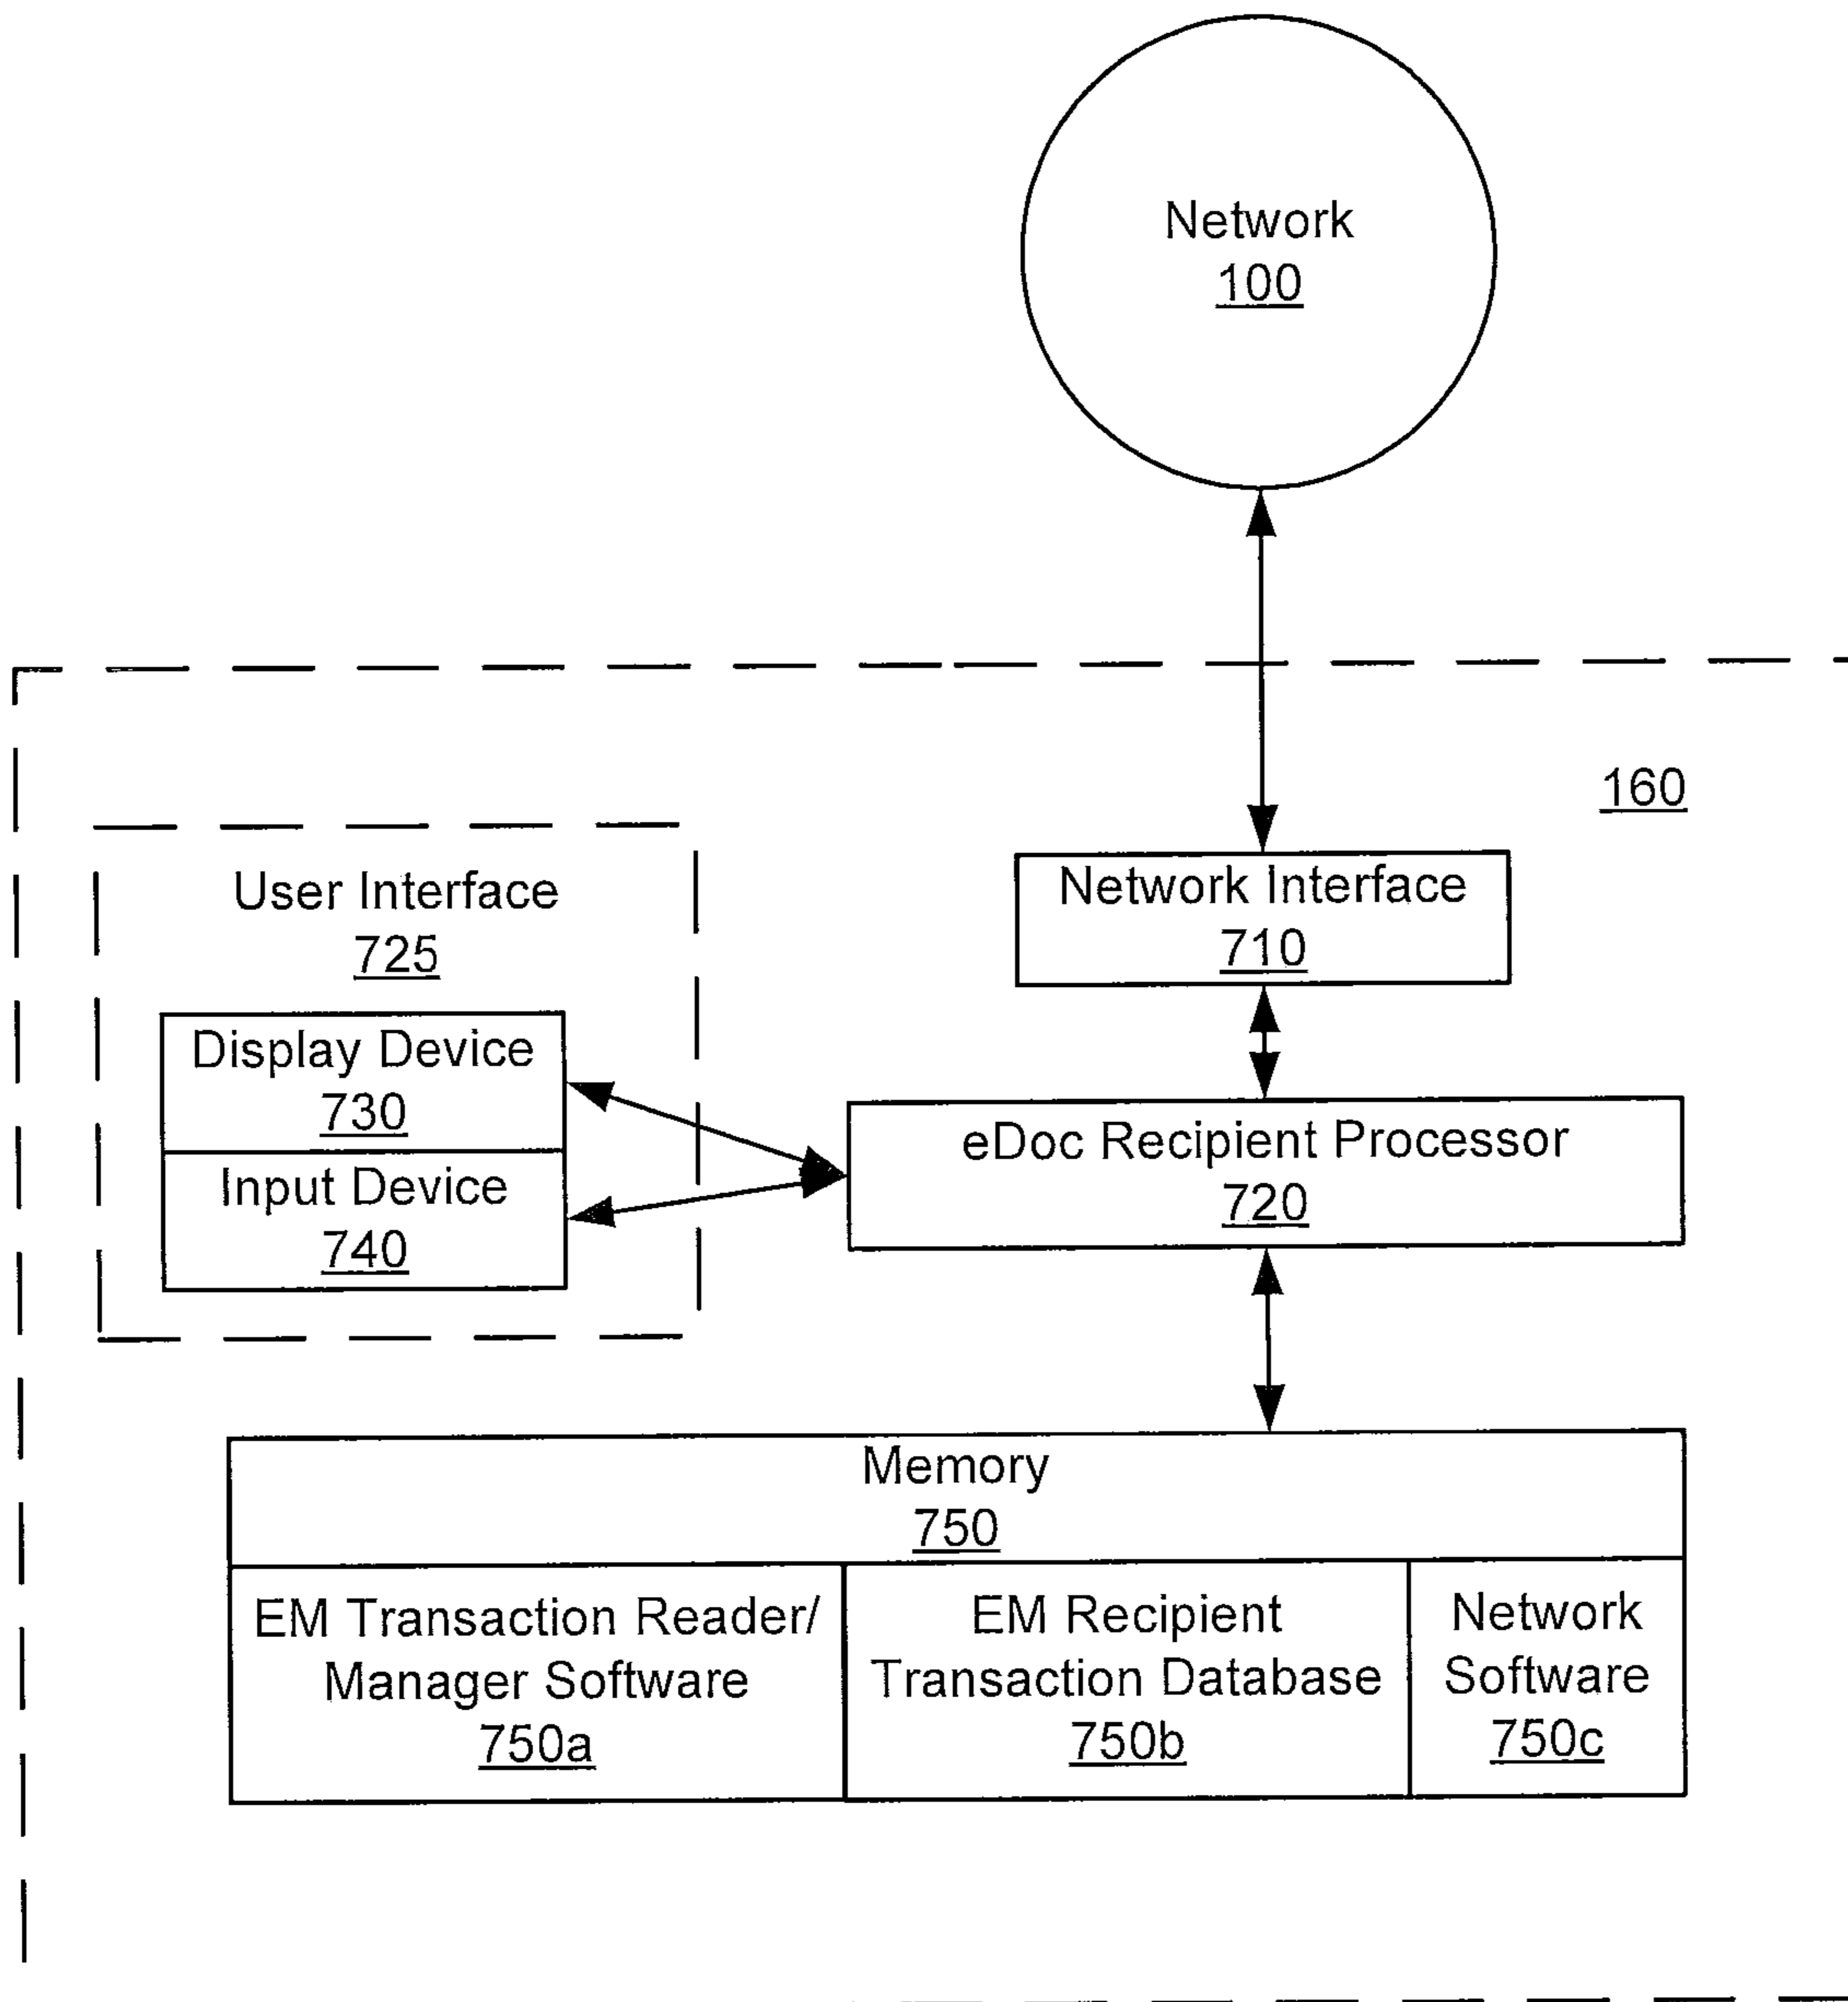 Network
100
160
User Interface
725
Network Interface
710
Display Device
730
Input Device
740
eDoc Recipient Processor
720
Memory
750
EM Transaction Reader/
Manager Software
750a
EM Recipient
Transaction Database
750b
Network
Software
750c